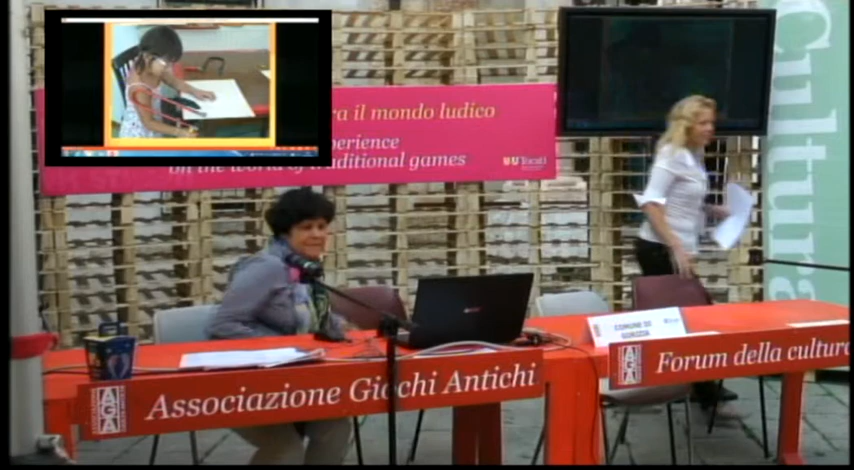 ra il mondo ludico
perience
on the world of traditional games
Tocatì
Cultura
COMUNE DI
AGA
Associazione Giochi Antichi
AGA
Forum della cultura